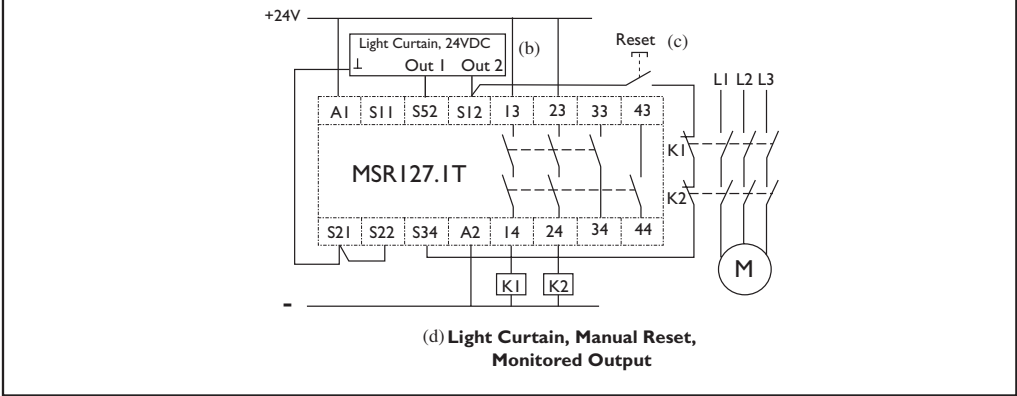 +24V
Light Curtain, 24VDC (b)
⊥ Out 1 Out 2
Reset (c)
L1 L2 L3
A1 S11 S52 S12 13 23 33 43
MSR127.1T
K1
K2
S21 S22 S34 A2 14 24 34 44
K1 K2
M
-
(d) Light Curtain, Manual Reset,
Monitored Output